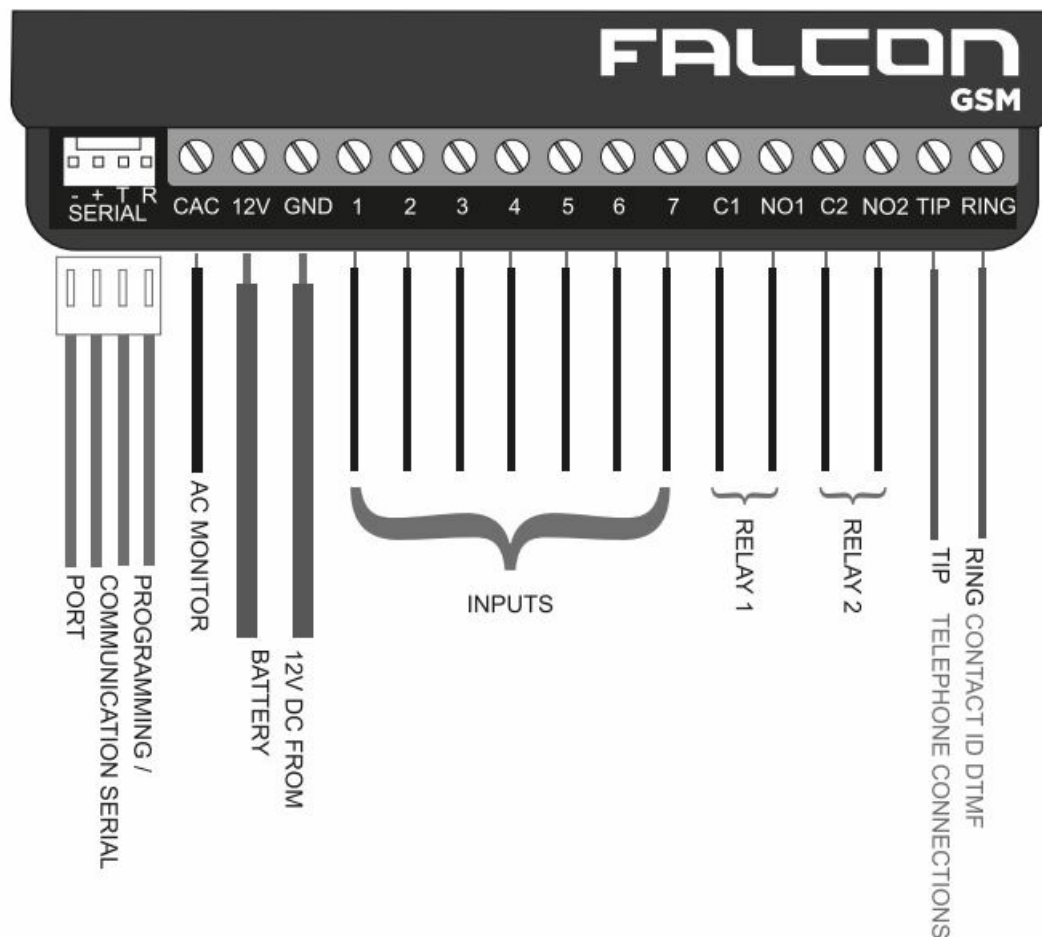 FALCON
GSM
- + T R
SERIAL
CAC 12V GND 1 2 3 4 5 6 7 C1 NO1 C2 NO2 TIP RING
PROGRAMMING /
COMMUNICATION SERIAL
PORT
AC MONITOR
12V DC FROM
BATTERY
INPUTS
RELAY 1
RELAY 2
RING CONTACT ID DTMF
TIP TELEPHONE CONNECTIONS